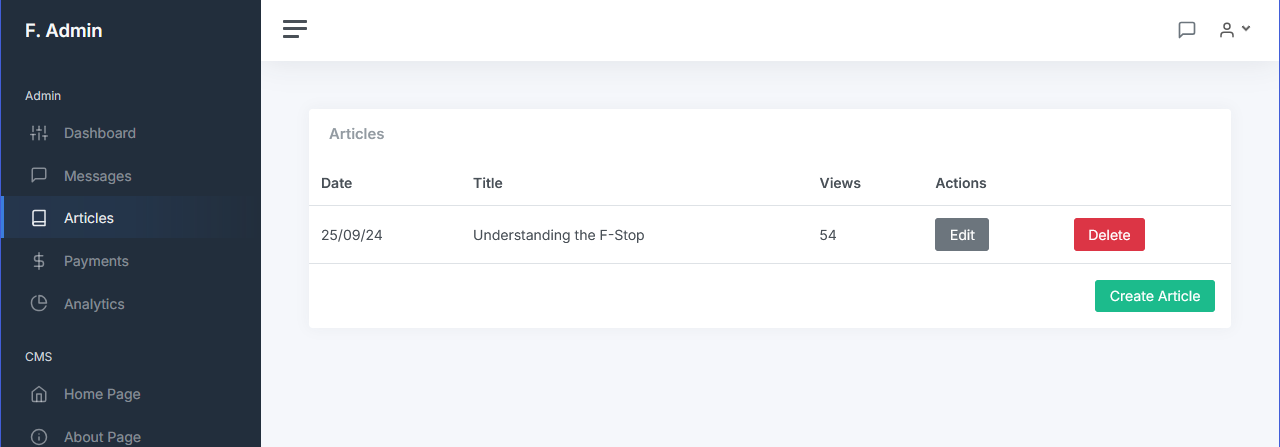 F. Admin
Admin
Dashboard
Messages
Articles
Payments
Analytics
CMS
Home Page
About Page
Articles
Date Title Views Actions
25/09/24 Understanding the F-Stop 54 Edit Delete
Create Article